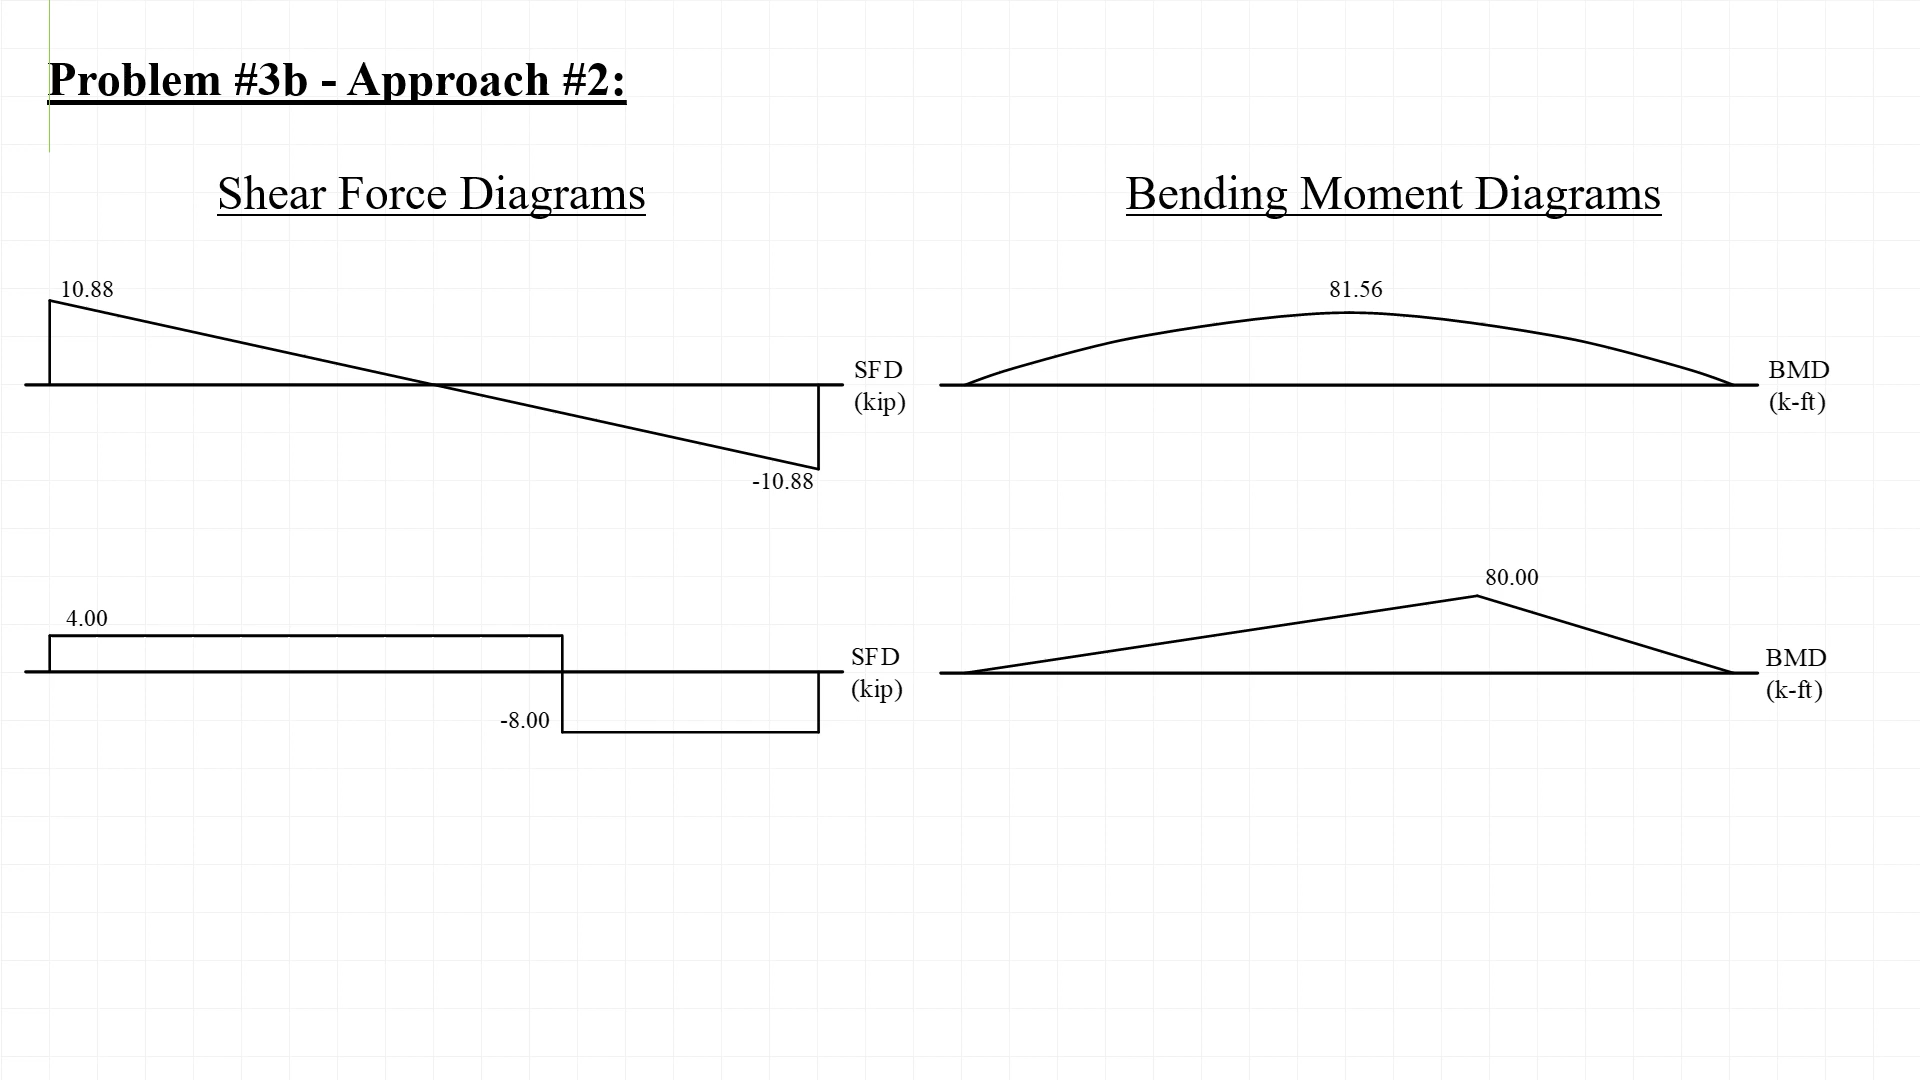 Problem #3b - Approach #2:
Shear Force Diagrams
Bending Moment Diagrams
10.88
SFD
(kip)
-10.88
81.56
BMD
(k-ft)
4.00
SFD
(kip)
-8.00
80.00
BMD
(k-ft)